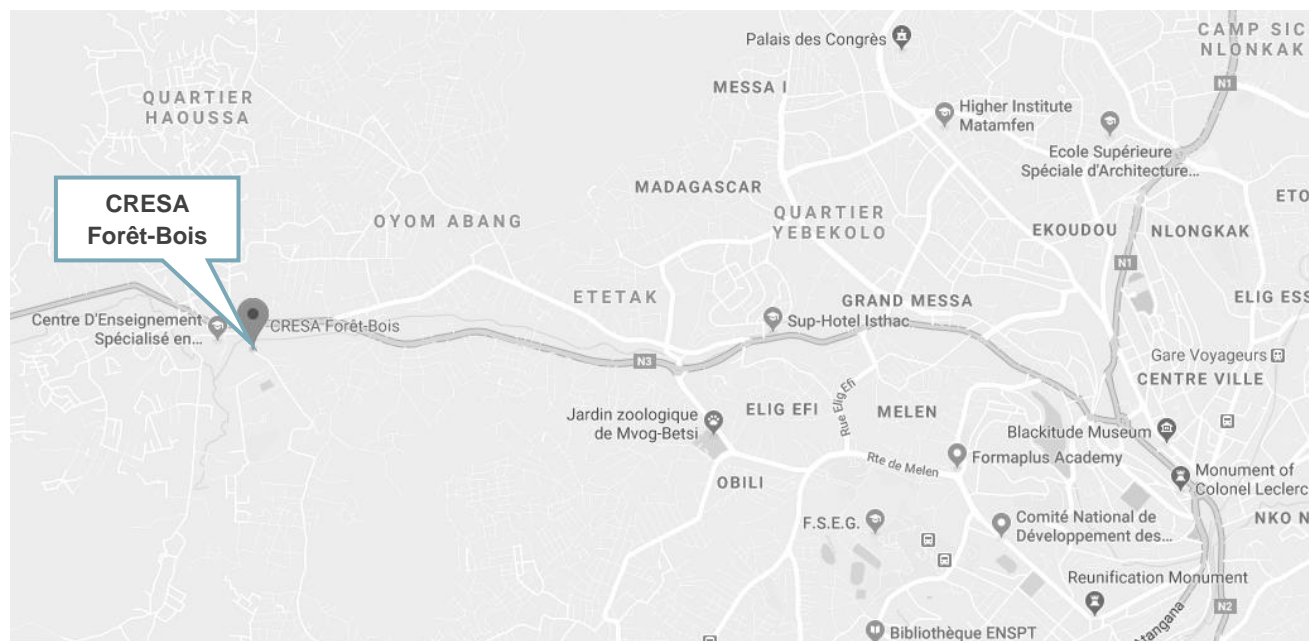 CAMP SIC
NLONKAK
Palais des Congrès
MESSA I
N1
QUARTIER
HAOUSSA
Higher Institute
Matamfen
Ecole Supérieure
Spéciale d'Architecture...
CRESA
Forêt-Bois
MADAGASCAR
ETO
OYOM ABANG
QUARTIER
YEBEKOLO
EKOUDOU
NLONGKAK
N1
ETETAK
GRAND MESSA
ELIG ESS
Centre D'Enseignement
Spécialisé en...
CRESA Forêt-Bois
Sup-Hotel Isthac
N3
Gare Voyageurs
CENTRE VILLE
Jardin zoologique
de Mvog-Betsi
ELIG EFI
Rue Elig Efi
MELEN
Blackitude Museum
Rte de Melen
Formaplus Academy
Monument of
Colonel Leclerc
OBILI
F.S.E.G.
Comité National de
Développement des...
NKO N
Reunification Monument
N2
Atangana
Bibliothèque ENSPT